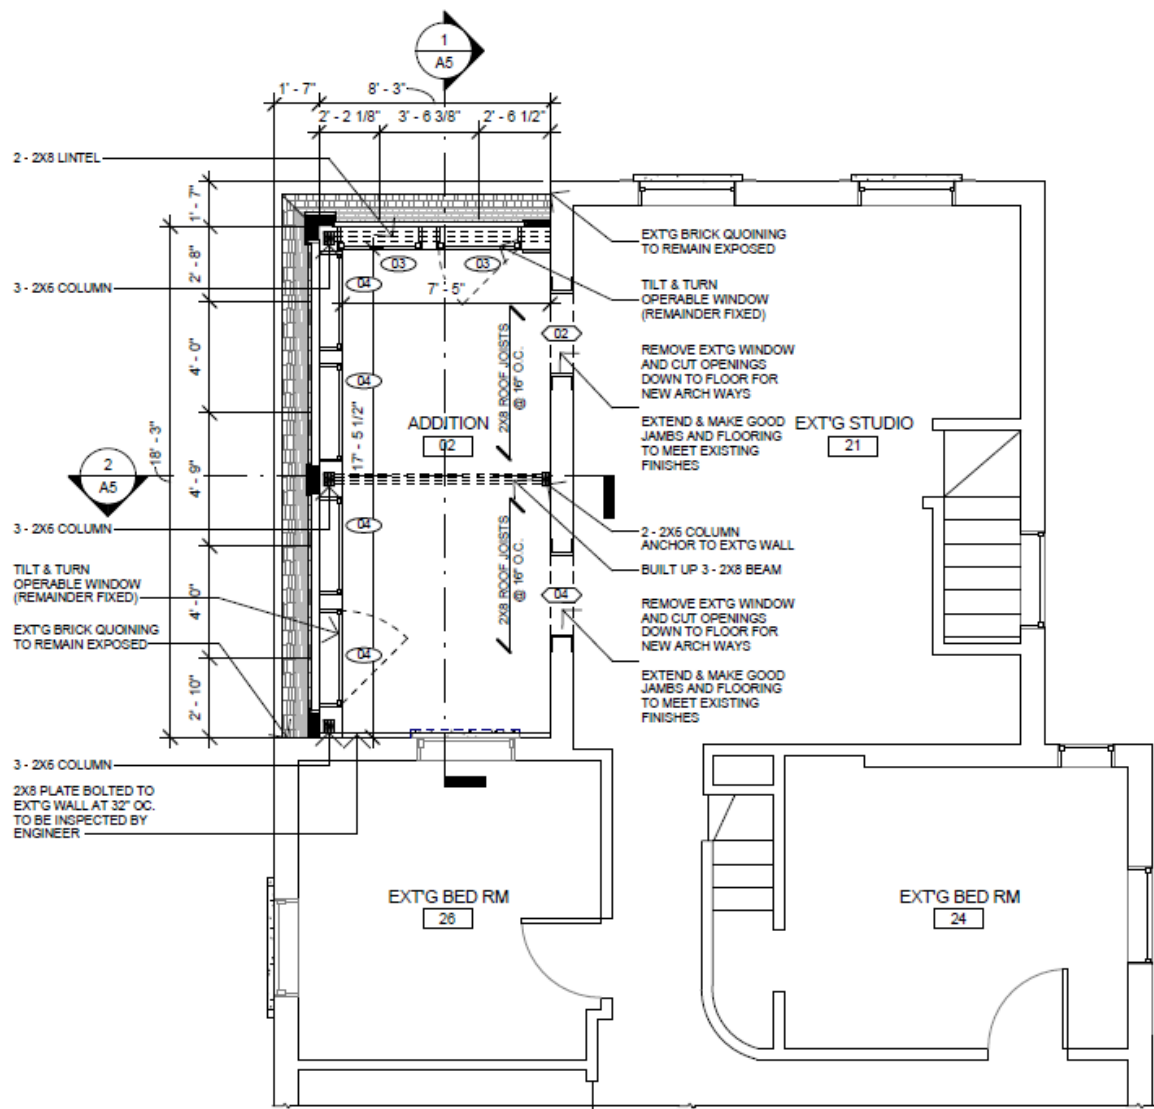 1
A5
1' - 7"
8' - 3"
2' - 2 1/8"
3' - 6 3/8"
2' - 6 1/2"
2 - 2X8 LINTEL
1' - 7"
EXT'G BRICK QUOINING
TO REMAIN EXPOSED
2' - 8"
03
03
04
3 - 2X6 COLUMN
7' - 5"
TILT & TURN
OPERABLE WINDOW
(REMAINDER FIXED)
02
REMOVE EXT'G WINDOW
AND CUT OPENINGS
DOWN TO FLOOR FOR
NEW ARCH WAYS
4' - 0"
04
2X8 ROOF JOISTS
@ 16" O.C.
17' - 5 1/2"
ADDITION
02
EXTEND & MAKE GOOD
JAMBS AND FLOORING
TO MEET EXISTING
FINISHES
EXT'G STUDIO
21
18' - 3"
2
A5
4' - 9"
3 - 2X6 COLUMN
04
2X8 ROOF JOISTS
@ 16" O.C.
2 - 2X6 COLUMN
ANCHOR TO EXT'G WALL
BUILT UP 3 - 2X8 BEAM
TILT & TURN
OPERABLE WINDOW
(REMAINDER FIXED)
4' - 0"
04
REMOVE EXT'G WINDOW
AND CUT OPENINGS
DOWN TO FLOOR FOR
NEW ARCH WAYS
EXT'G BRICK QUOINING
TO REMAIN EXPOSED
04
EXTEND & MAKE GOOD
JAMBS AND FLOORING
TO MEET EXISTING
FINISHES
2' - 10"
3 - 2X6 COLUMN
2X8 PLATE BOLTED TO
EXT'G WALL AT 32" OC.
TO BE INSPECTED BY
ENGINEER
EXT'G BED RM
26
EXT'G BED RM
24